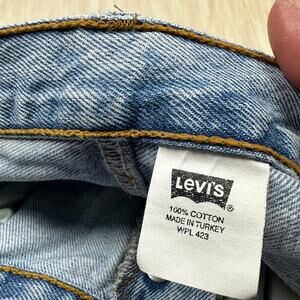 LEVI'S
®
100% COTTON
MADE IN TURKEY
WPL 423